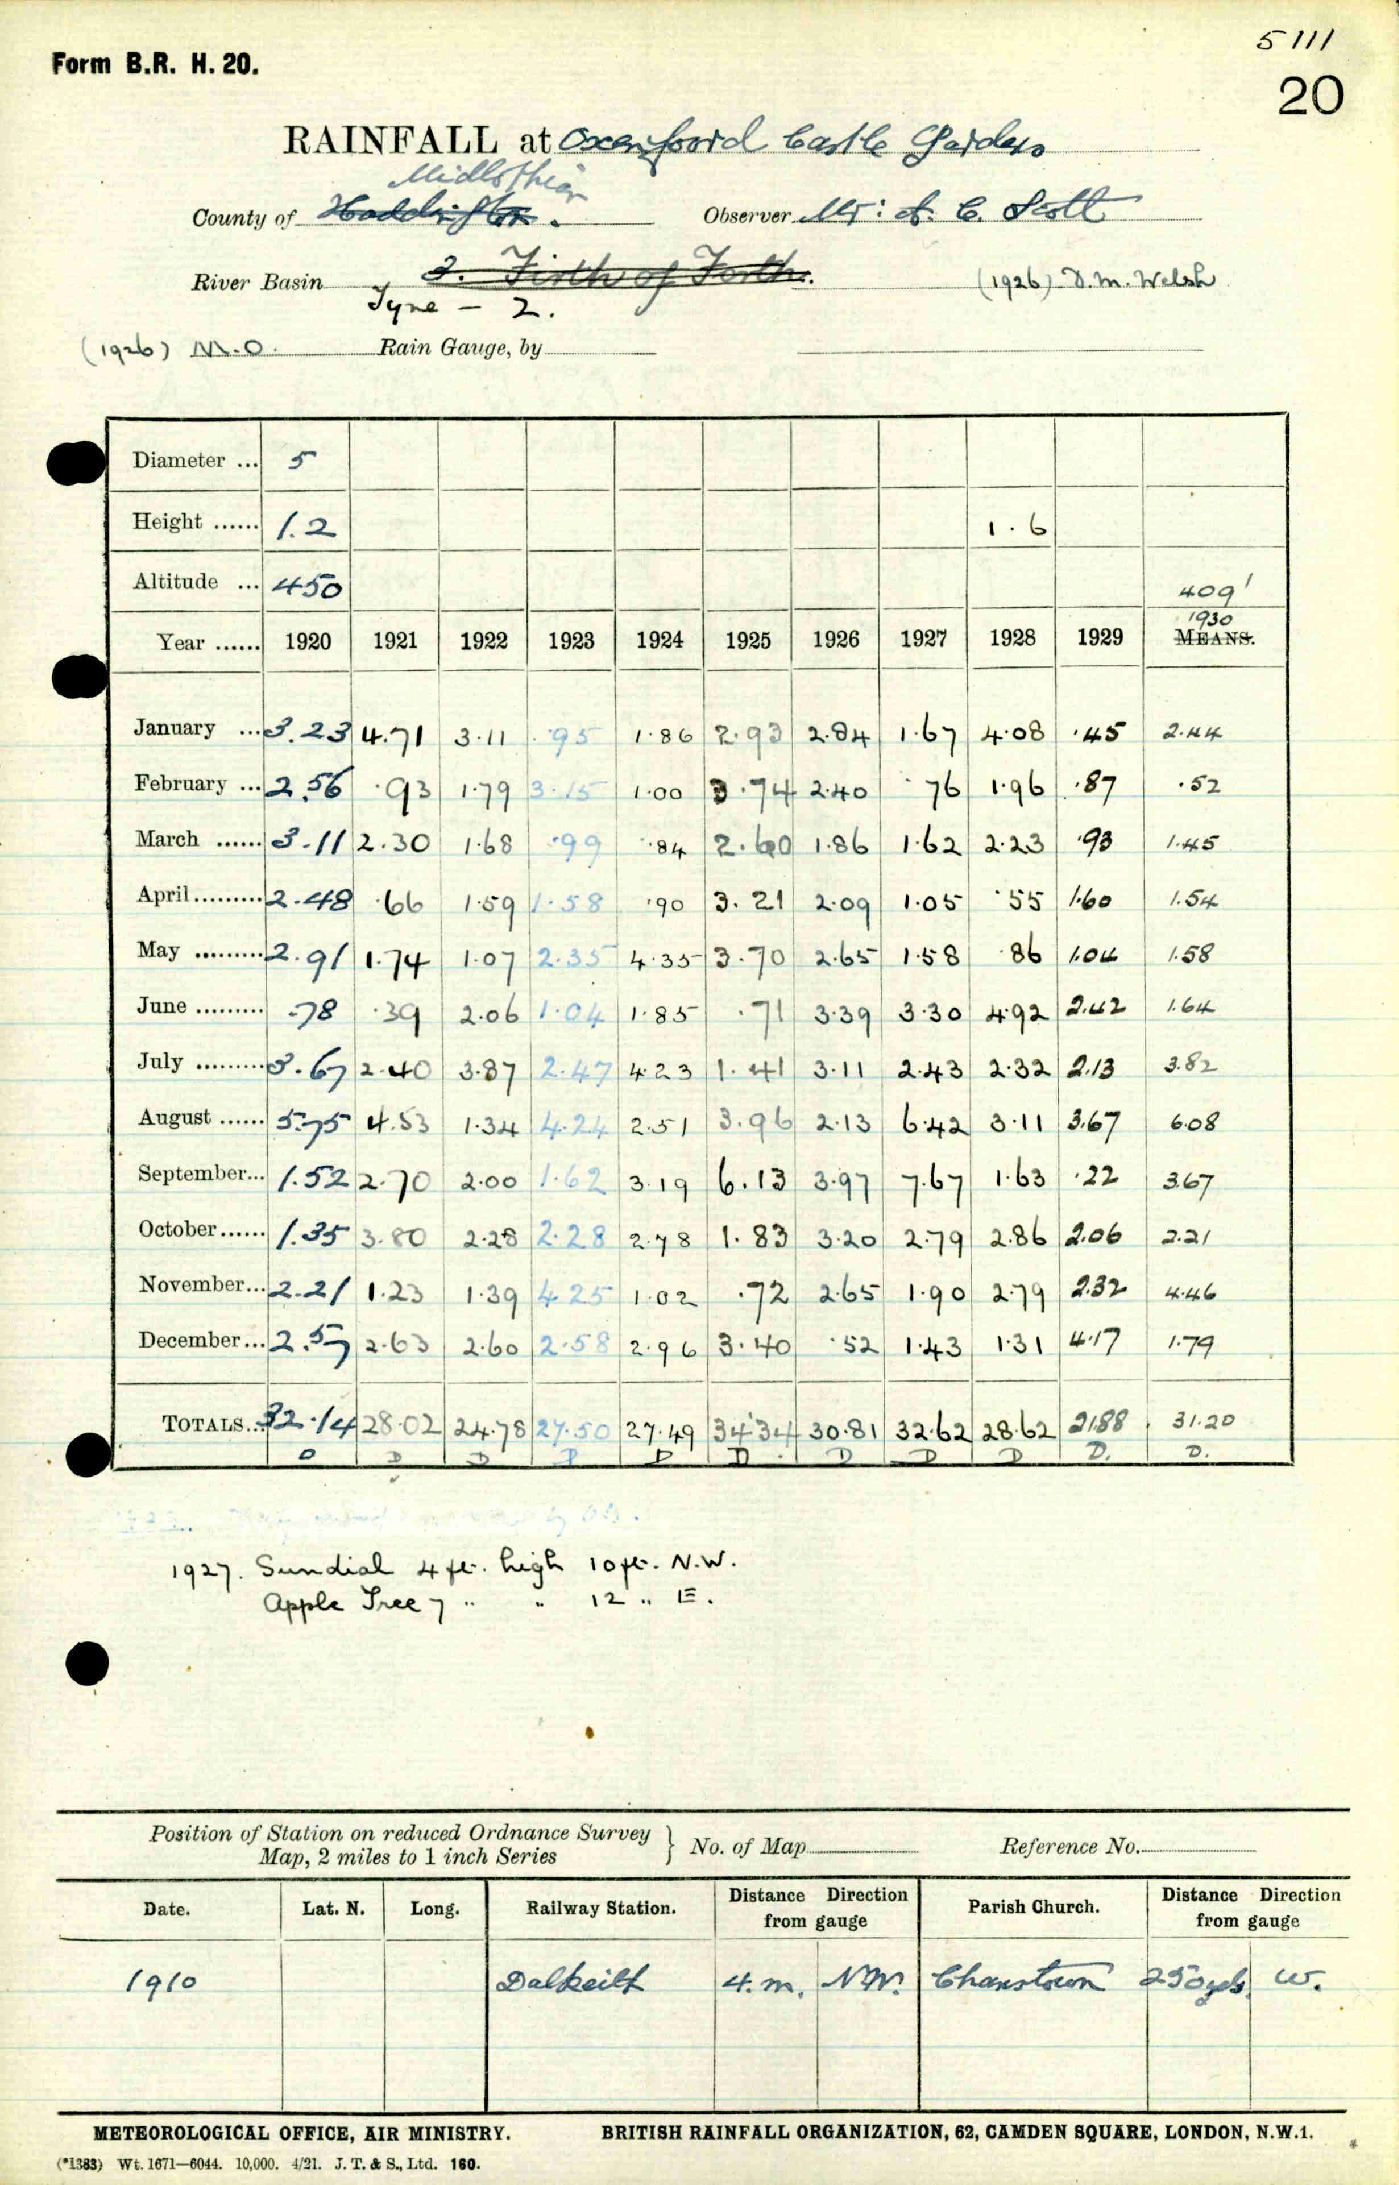 5111
Form B.R. H. 20.
20
RAINFALL at Oxenfoord Castle Gardens
Midlothian
County of Haddington. Observer Mr: A. C. Scott
River Basin 2. Firth of Forth. (1926) D. M. Welsh
Tyne - 2.
(1926) M.O. Rain Gauge, by
Diameter ... 5
Height ...... 1.2 1.6
Altitude ... 450 409'
1930
Year ...... 1920 1921 1922 1923 1924 1925 1926 1927 1928 1929 MEANS.
January ... 3.23 4.71 3.11 .95 1.86 2.93 2.84 1.67 4.08 .45 2.44
February ... 2.56 .93 1.79 3.15 1.00 3.74 2.40 .76 1.96 .87 .52
March ...... 3.11 2.30 1.68 .99 .84 2.60 1.86 1.62 2.23 .93 1.45
April ......... 2.48 .66 1.59 1.58 .90 3.21 2.09 1.05 .55 1.60 1.54
May ......... 2.91 1.74 1.07 2.35 4.35 3.70 2.65 1.58 .86 1.04 1.58
June ......... .78 .39 2.06 1.04 1.85 .71 3.39 3.30 4.92 2.42 1.64
July ......... 3.67 2.40 3.87 2.47 4.23 1.41 3.11 2.43 2.32 2.13 3.82
August ...... 5.75 4.53 1.34 4.24 2.51 3.96 2.13 6.42 3.11 3.67 6.08
September... 1.52 2.70 2.00 1.62 3.19 6.13 3.97 7.67 1.63 .22 3.67
October ...... 1.35 3.80 2.28 2.28 2.78 1.83 3.20 2.79 2.86 2.06 2.21
November... 2.21 1.23 1.39 4.25 1.02 .72 2.65 1.90 2.79 2.32 4.46
December... 2.57 2.63 2.60 2.58 2.96 3.40 .52 1.43 1.31 4.17 1.79
TOTALS... 32.14 28.02 24.78 27.50 27.49 34.34 30.81 32.62 28.62 21.88 31.20
D D D D D D D D D D. D.
1927. Sundial 4 ft. high 10 ft. N.W.
Apple Tree 7 " " 12 " E.
Position of Station on reduced Ordnance Survey
Map, 2 miles to 1 inch Series } No. of Map Reference No.
Date. Lat. N. Long. Railway Station. Distance Direction from gauge Parish Church. Distance Direction from gauge
1910 Dalkeith 4. m. N.W. Chanstown 250 yds. W.
METEOROLOGICAL OFFICE, AIR MINISTRY. BRITISH RAINFALL ORGANIZATION, 62, CAMDEN SQUARE, LONDON, N.W.1.
(*1383) Wt. 1671—6044. 10,000. 4/21. J. T. & S., Ltd. 160.